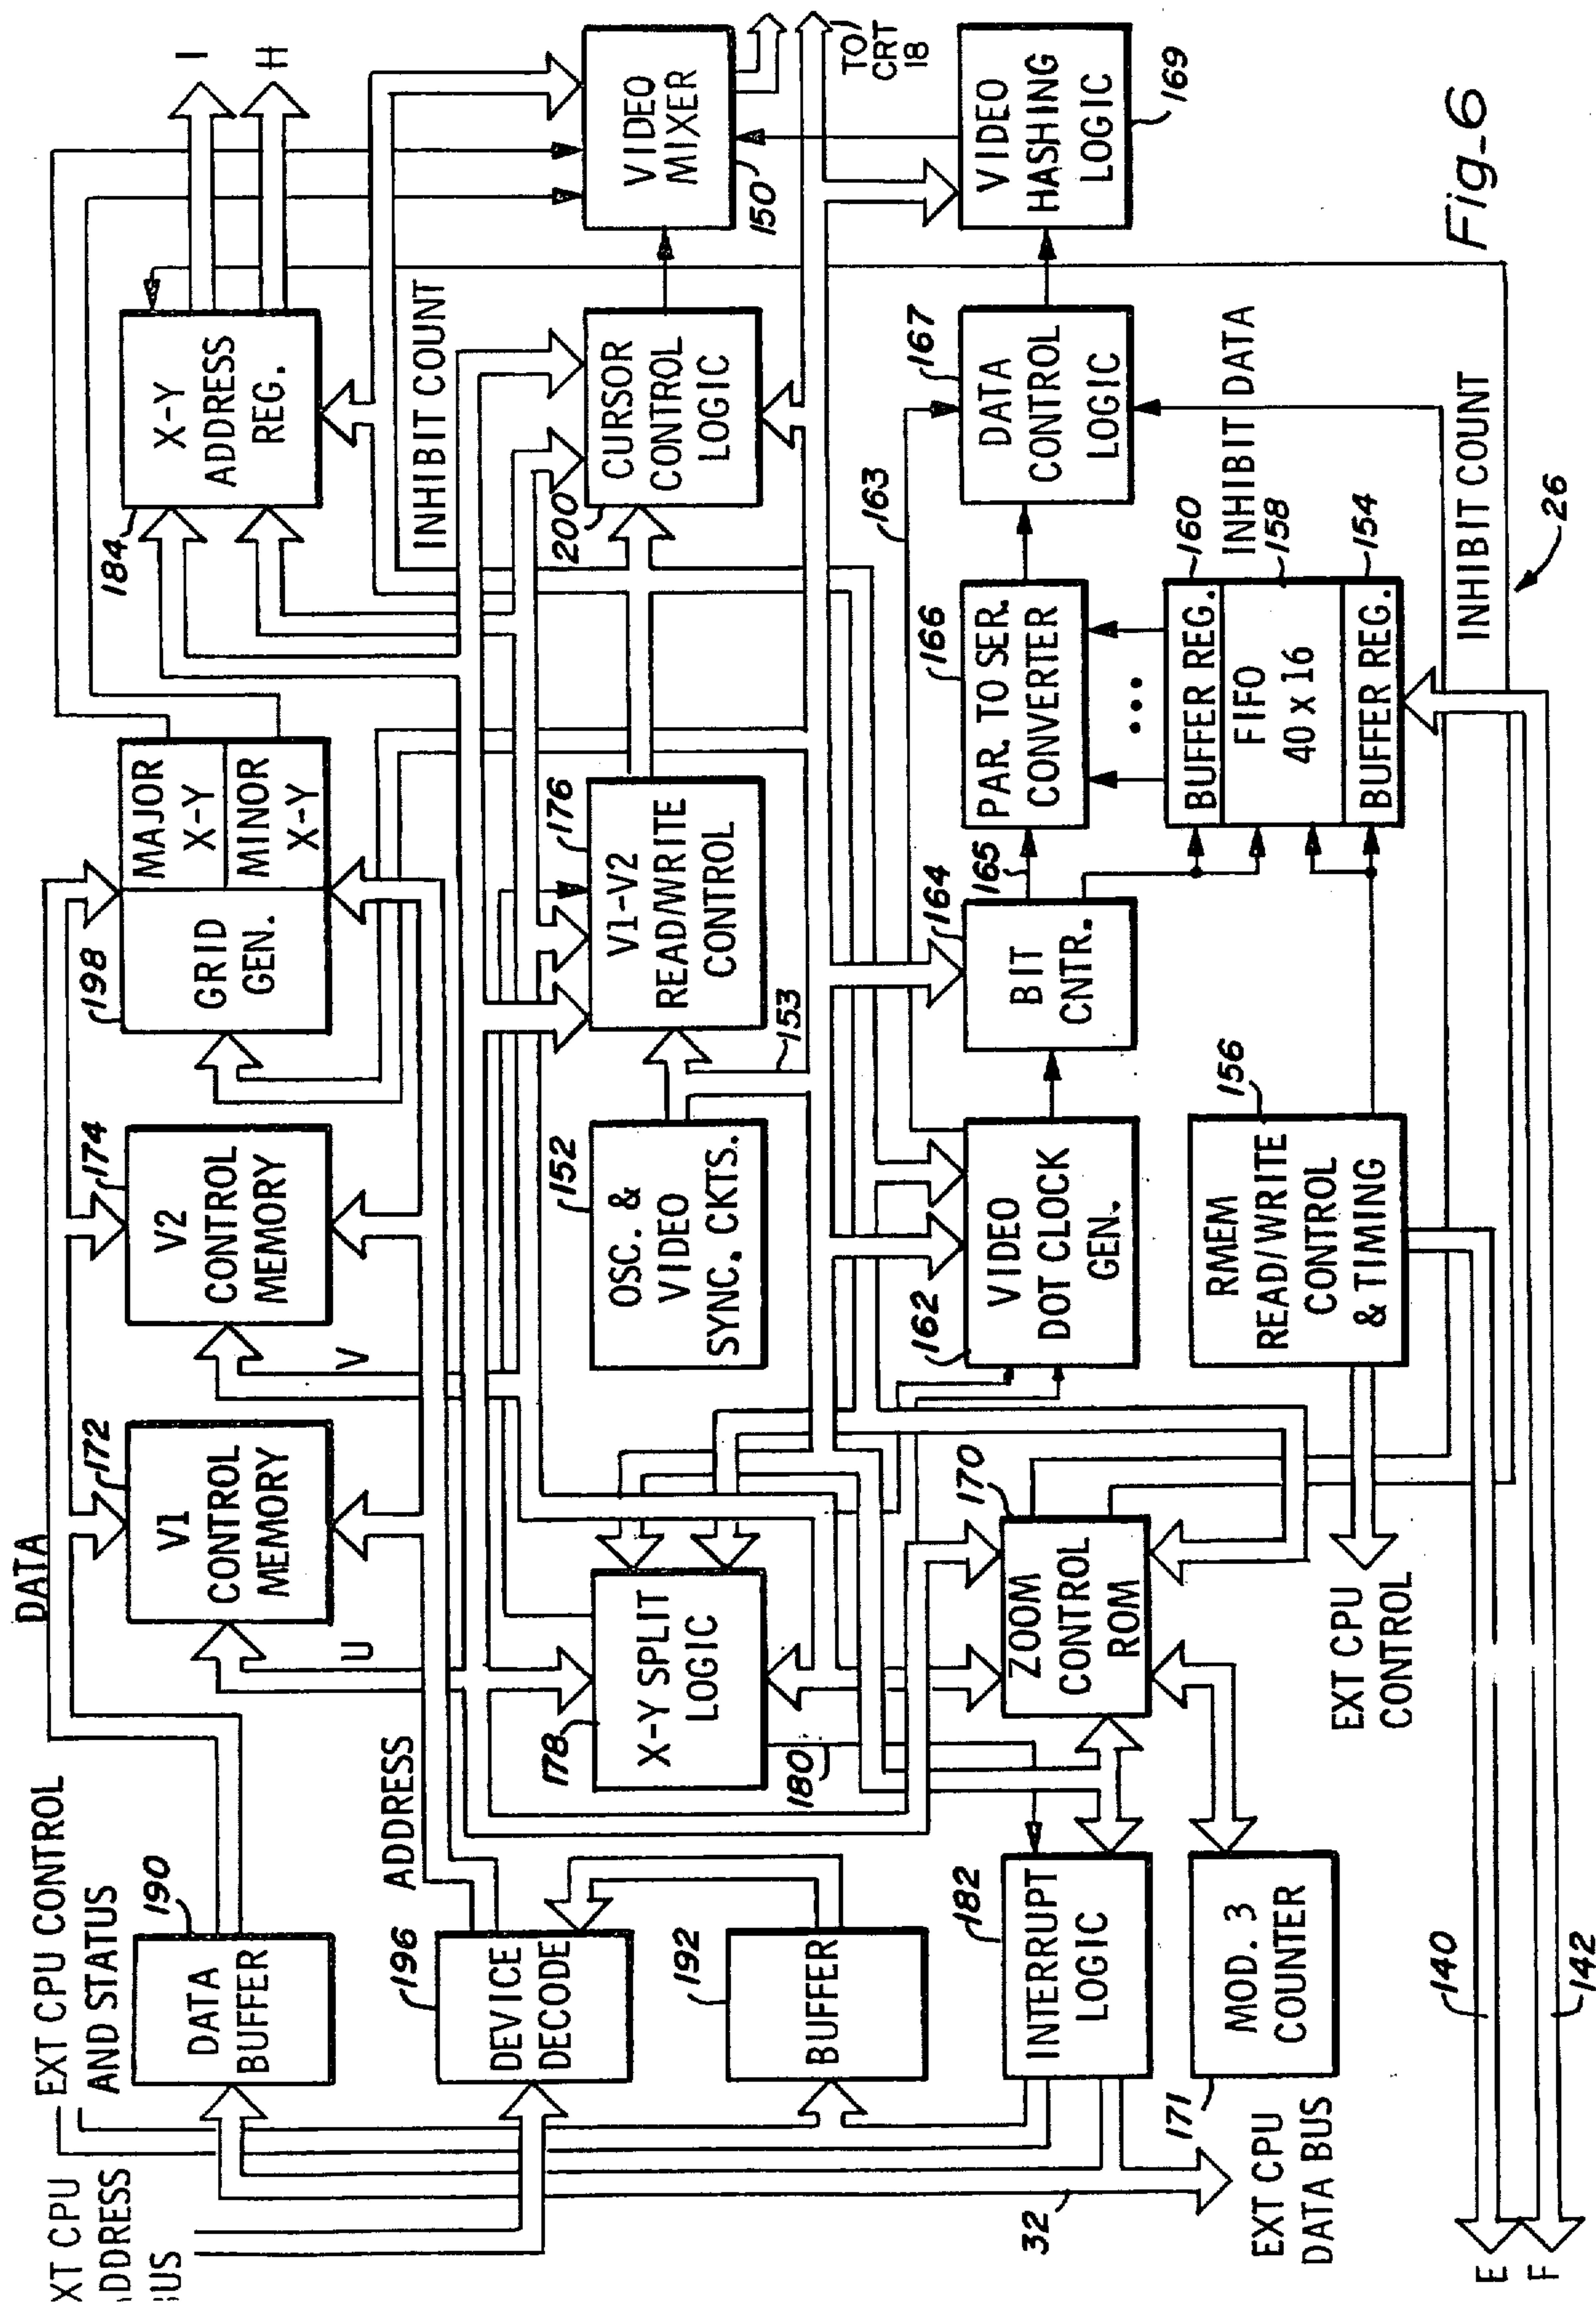 I
H
TO
CRT
18
VIDEO
MIXER
150
VIDEO
HASHING
LOGIC
169
Fig_6
X-Y
ADDRESS
REG.
184
INHIBIT COUNT
CURSOR
CONTROL
LOGIC
200
DATA
CONTROL
LOGIC
167
163
INHIBIT DATA
INHIBIT COUNT
26
MAJOR
X-Y
MINOR
X-Y
GRID
GEN.
198
V1-V2
READ/WRITE
CONTROL
176
153
PAR. TO SER.
CONVERTER
166
BUFFER REG.
160
FIFO
40 x 16
158
BUFFER REG.
154
BIT
CNTR.
164
165
V2
CONTROL
MEMORY
174
V
OSC. &
VIDEO
SYNC. CKTS.
152
VIDEO
DOT CLOCK
GEN.
162
RMEM
READ/WRITE
CONTROL
& TIMING
156
DATA
V1
CONTROL
MEMORY
172
U
X-Y SPLIT
LOGIC
178
180
ZOOM
CONTROL
ROM
170
EXT CPU
CONTROL
EXT CPU CONTROL
AND STATUS
DATA
BUFFER
190
ADDRESS
DEVICE
DECODE
196
BUFFER
192
INTERRUPT
LOGIC
182
MOD. 3
COUNTER
171
XT CPU
DDRESS
US
32
EXT CPU
DATA BUS
140
142
E
F